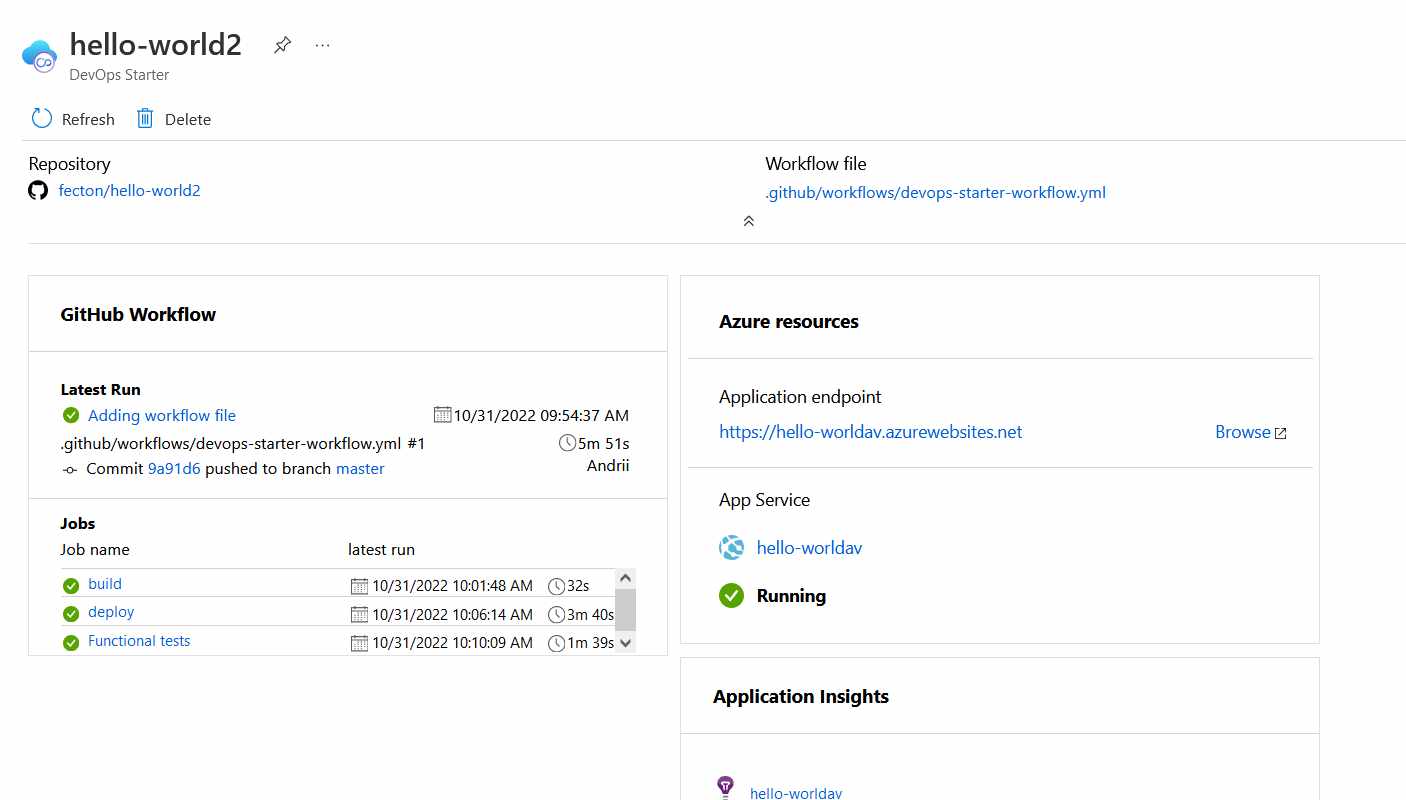 hello-world2
...
DevOps Starter
Refresh Delete
Repository
fecton/hello-world2
Workflow file
.github/workflows/devops-starter-workflow.yml
GitHub Workflow
Latest Run
Adding workflow file 10/31/2022 09:54:37 AM
.github/workflows/devops-starter-workflow.yml #1 5m 51s
Commit 9a91d6 pushed to branch master Andrii
Jobs
Job name latest run
build 10/31/2022 10:01:48 AM 32s
deploy 10/31/2022 10:06:14 AM 3m 40s
Functional tests 10/31/2022 10:10:09 AM 1m 39s
Azure resources
Application endpoint
https://hello-worldav.azurewebsites.net Browse
App Service
hello-worldav
Running
Application Insights
hello-worldav